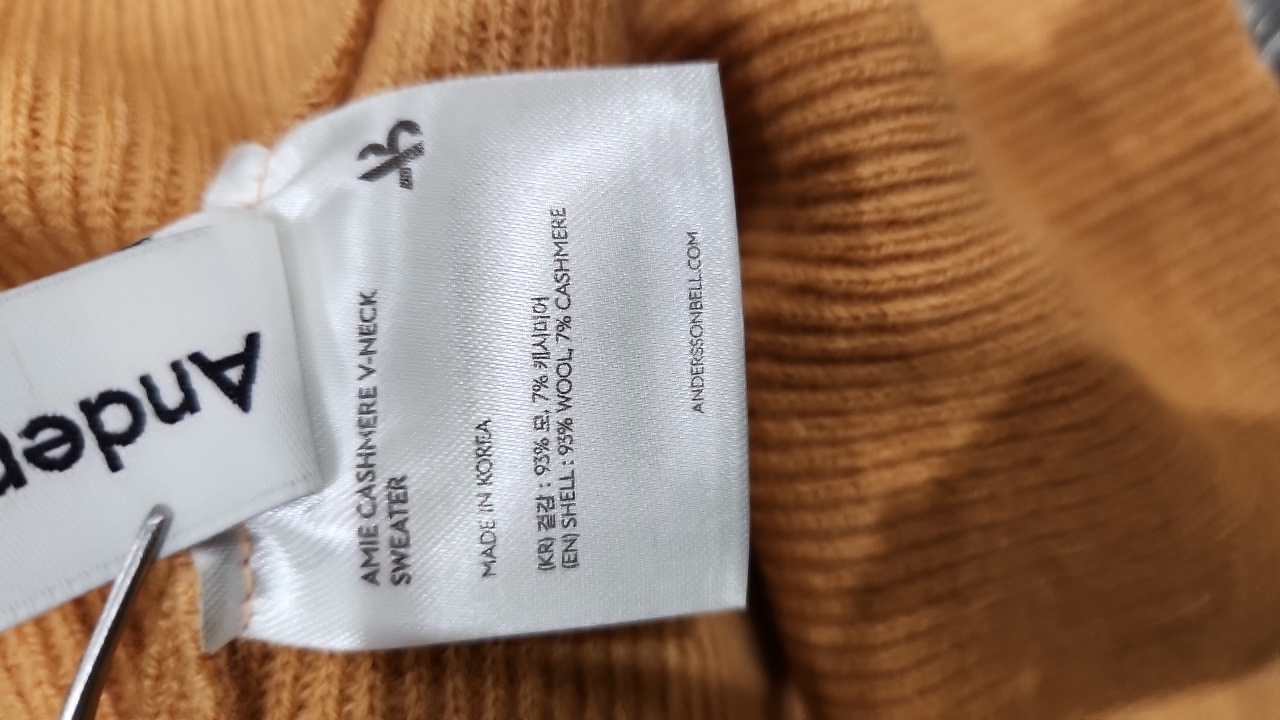 Ander
AMIE CASHMERE V-NECK
SWEATER
MADE IN KOREA
(KR) 겉감 : 93% 모, 7% 캐시미어
(EN) SHELL : 93% WOOL, 7% CASHMERE
ANDERSSONBELL.COM